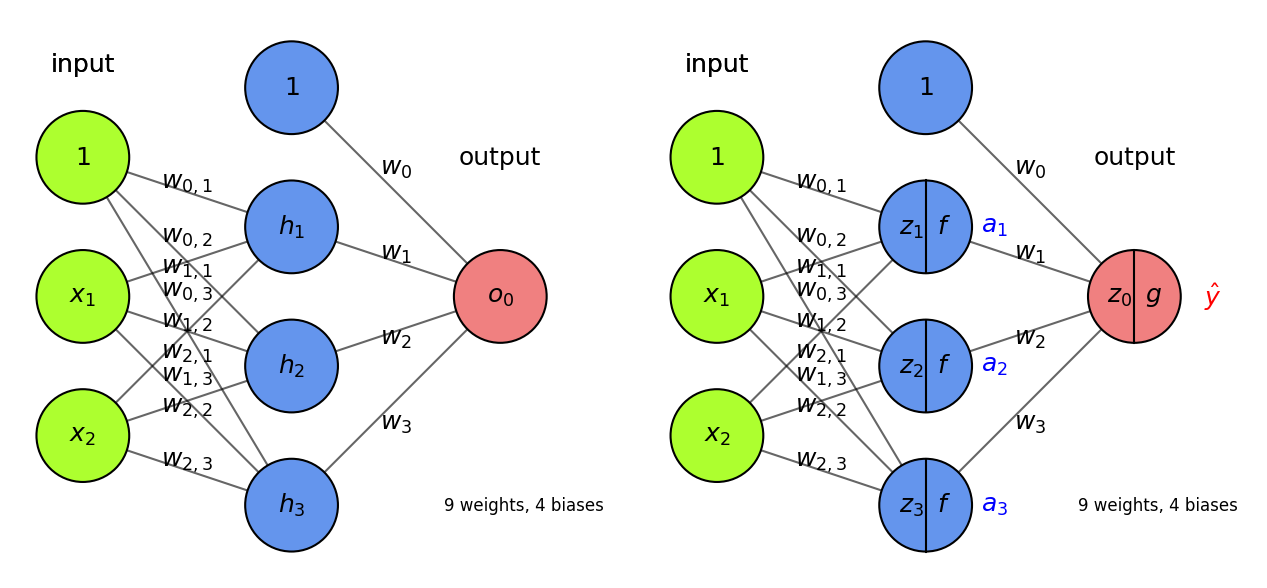 input
1
1
x₁
x₂
w₀,₁
w₀,₂
w₁,₁
w₀,₃
w₁,₂
w₂,₁
w₁,₃
w₂,₂
w₂,₃
h₁
h₂
h₃
w₀
w₁
w₂
w₃
output
o₀
9 weights, 4 biases
input
1
1
x₁
x₂
w₀,₁
w₀,₂
w₁,₁
w₀,₃
w₁,₂
w₂,₁
w₁,₃
w₂,₂
w₂,₃
z₁ f a₁
z₂ f a₂
z₃ f a₃
w₀
w₁
w₂
w₃
output
z₀ g ŷ
9 weights, 4 biases